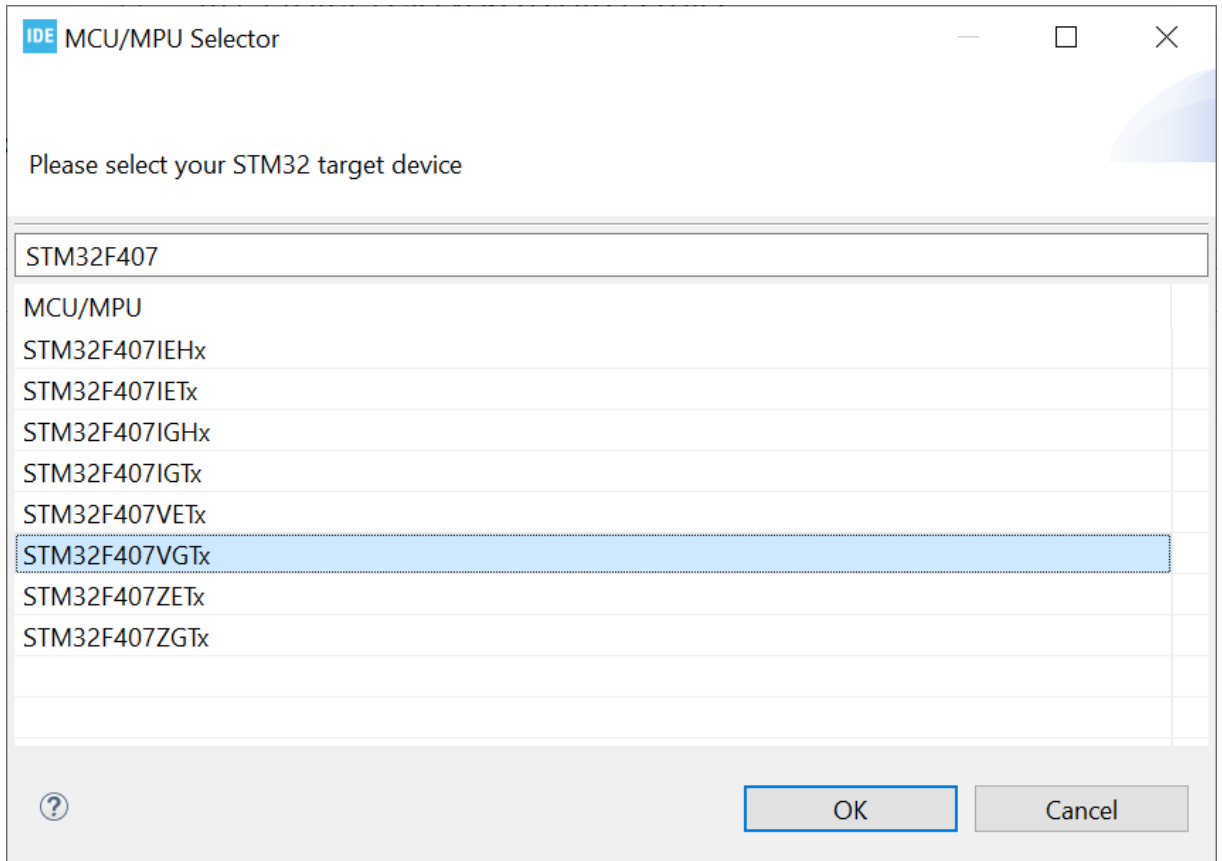 IDE MCU/MPU Selector
Please select your STM32 target device
STM32F407
MCU/MPU
STM32F407IEHx
STM32F407IETx
STM32F407IGHx
STM32F407IGTx
STM32F407VETx
STM32F407VGTx
STM32F407ZETx
STM32F407ZGTx
?
OK Cancel